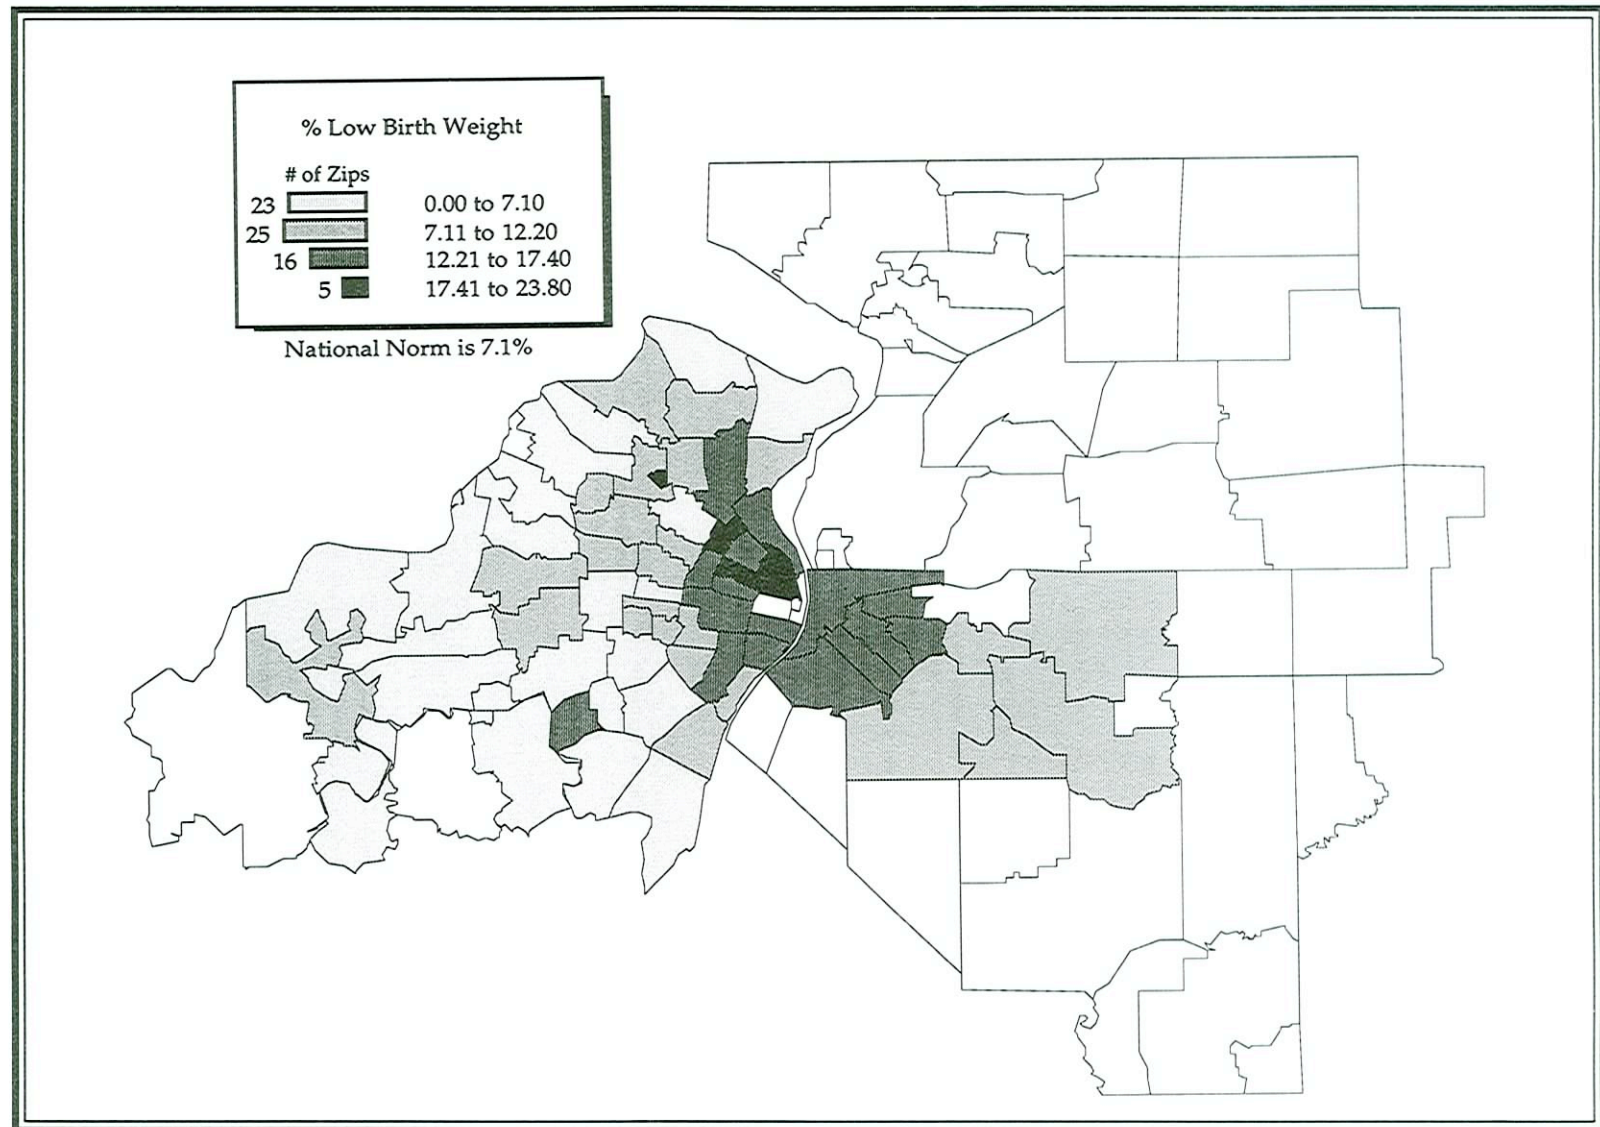 % Low Birth Weight
# of Zips
23 0.00 to 7.10
25 7.11 to 12.20
16 12.21 to 17.40
5 17.41 to 23.80
National Norm is 7.1%